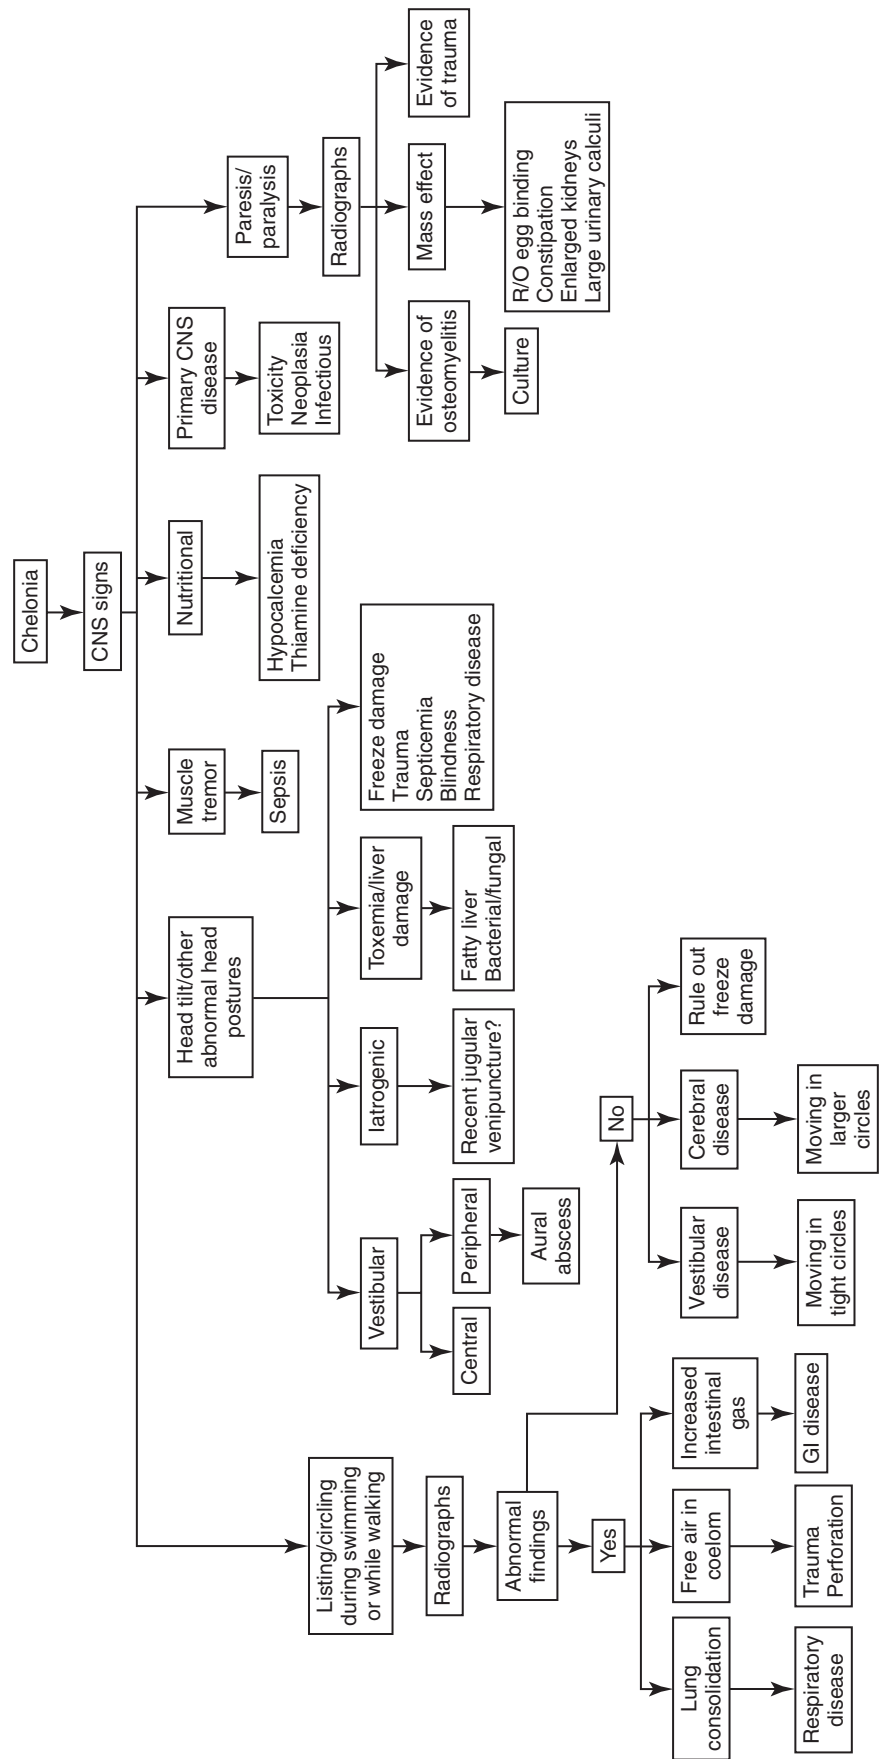 Chelonia
CNS signs
Listing/circling
during swimming
or while walking
Radiographs
Abnormal
findings
Yes
Lung
consolidation
Respiratory
disease
Free air in
coelom
Trauma
Perforation
Increased
intestinal
gas
GI disease
No
Vestibular
disease
Moving in
tight circles
Cerebral
disease
Moving in
larger
circles
Rule out
freeze
damage
Head tilt/other
abnormal head
postures
Vestibular
Central
Peripheral
Aural
abscess
Iatrogenic
Recent jugular
venipuncture?
Toxemia/liver
damage
Fatty liver
Bacterial/fungal
Freeze damage
Trauma
Septicemia
Blindness
Respiratory disease
Muscle
tremor
Sepsis
Nutritional
Hypocalcemia
Thiamine deficiency
Primary CNS
disease
Toxicity
Neoplasia
Infectious
Paresis/
paralysis
Radiographs
Evidence of
osteomyelitis
Culture
Mass effect
R/O egg binding
Constipation
Enlarged kidneys
Large urinary calculi
Evidence
of trauma